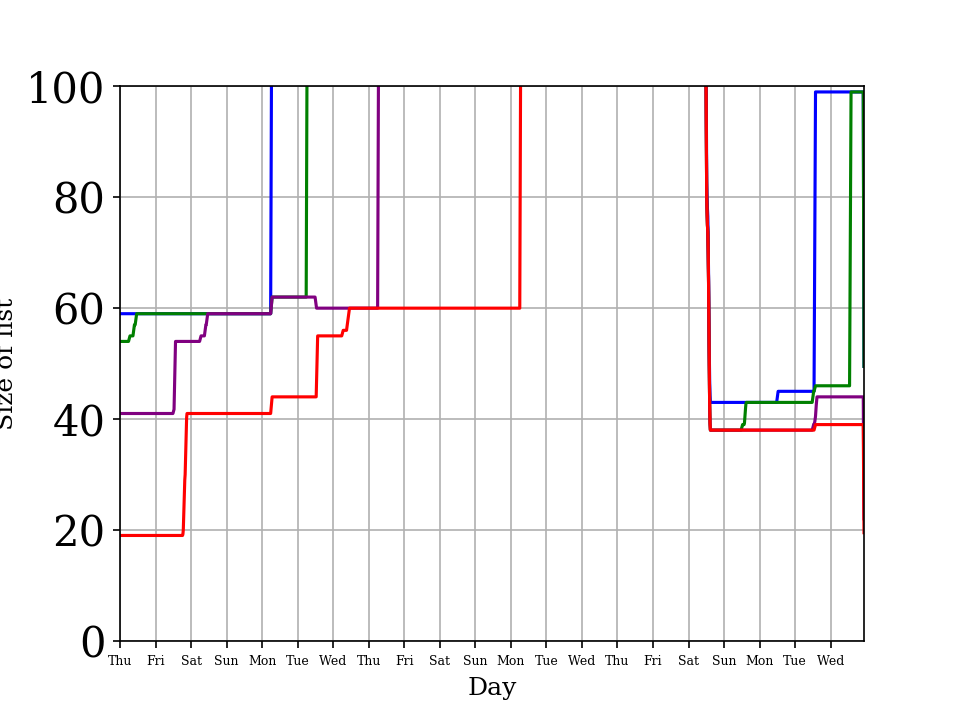 100
80
60
40
20
0
Size of list
Thu Fri Sat Sun Mon Tue Wed Thu Fri Sat Sun Mon Tue Wed Thu Fri Sat Sun Mon Tue Wed
Day